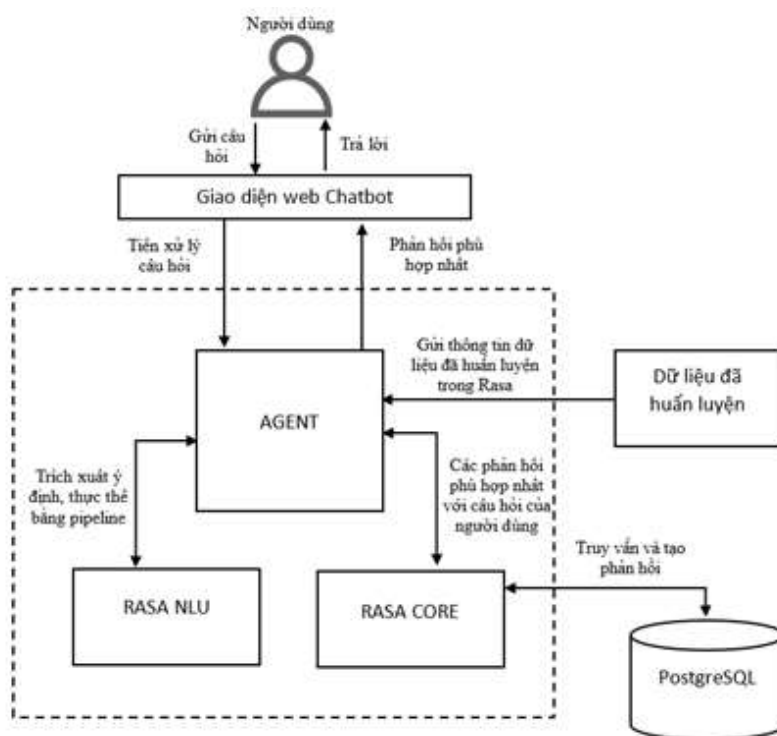 Người dùng
Gửi câu
hỏi
Trả lời
Giao diện web Chatbot
Tiền xử lý
câu hỏi
Phản hồi phù
hợp nhất
Gửi thông tin dữ
liệu đã huấn luyện
trong Rasa
Dữ liệu đã
huấn luyện
AGENT
Trích xuất ý
định, thực thể
bằng pipeline
Các phản hồi
phù hợp nhất
với câu hỏi của
người dùng
Truy vấn và tạo
phản hồi
RASA NLU
RASA CORE
PostgreSQL